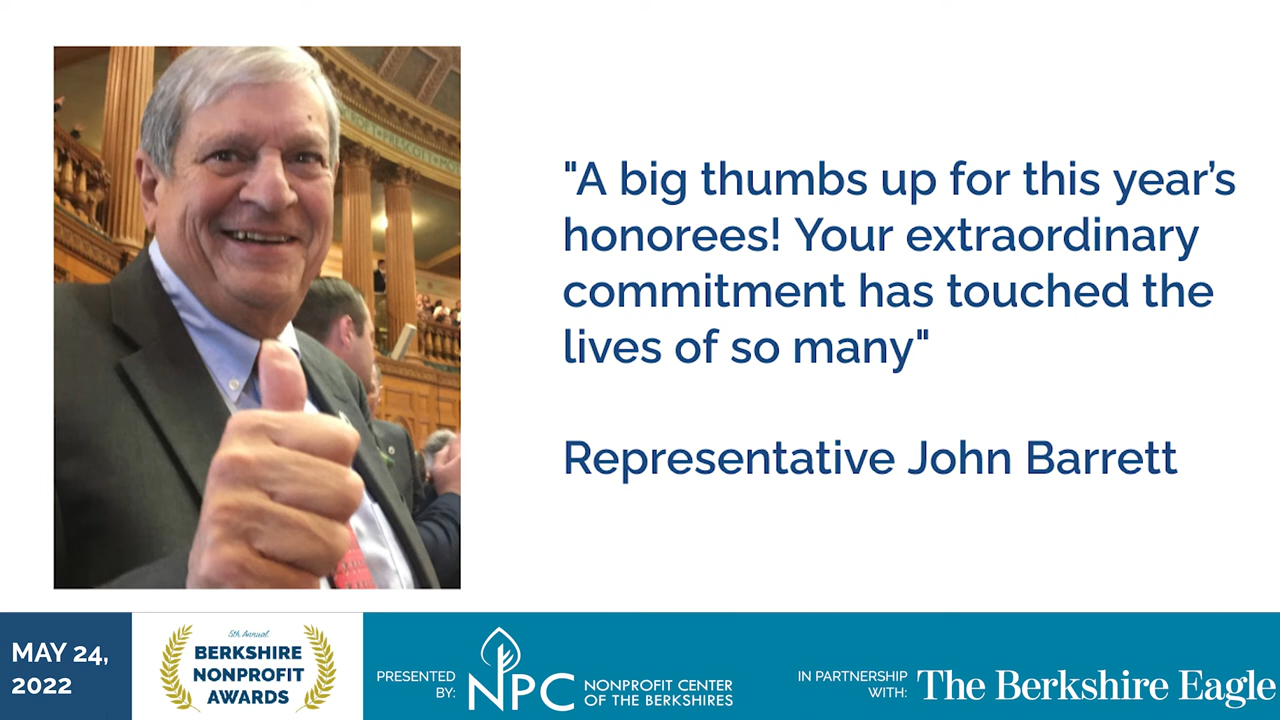 "A big thumbs up for this year’s
honorees! Your extraordinary
commitment has touched the
lives of so many"
Representative John Barrett
MAY 24,
2022
5th Annual
BERKSHIRE
NONPROFIT
AWARDS
PRESENTED
BY:
NPC
NONPROFIT CENTER
OF THE BERKSHIRES
IN PARTNERSHIP
WITH:
The Berkshire Eagle
PRESCOTT